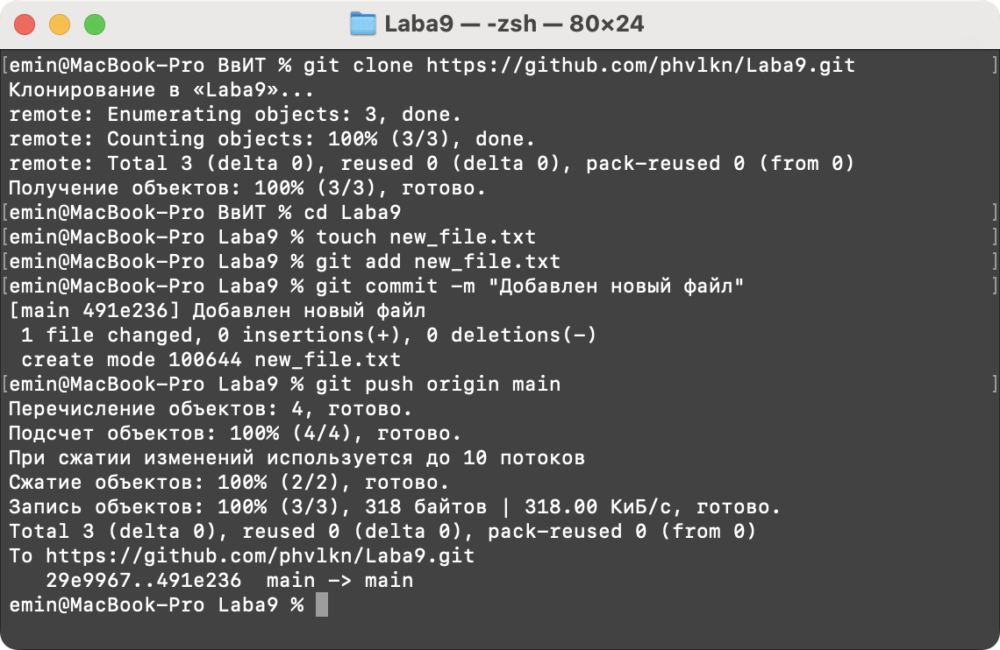 Laba9 — -zsh — 80×24
[emin@MacBook-Pro ВвИТ % git clone https://github.com/phvlkn/Laba9.git ]
Клонирование в «Laba9»...
remote: Enumerating objects: 3, done.
remote: Counting objects: 100% (3/3), done.
remote: Total 3 (delta 0), reused 0 (delta 0), pack-reused 0 (from 0)
Получение объектов: 100% (3/3), готово.
[emin@MacBook-Pro ВвИТ % cd Laba9 ]
[emin@MacBook-Pro Laba9 % touch new_file.txt ]
[emin@MacBook-Pro Laba9 % git add new_file.txt ]
[emin@MacBook-Pro Laba9 % git commit -m "Добавлен новый файл" ]
[main 491e236] Добавлен новый файл
 1 file changed, 0 insertions(+), 0 deletions(-)
 create mode 100644 new_file.txt
[emin@MacBook-Pro Laba9 % git push origin main ]
Перечисление объектов: 4, готово.
Подсчет объектов: 100% (4/4), готово.
При сжатии изменений используется до 10 потоков
Сжатие объектов: 100% (2/2), готово.
Запись объектов: 100% (3/3), 318 байтов | 318.00 КиБ/с, готово.
Total 3 (delta 0), reused 0 (delta 0), pack-reused 0 (from 0)
To https://github.com/phvlkn/Laba9.git
   29e9967..491e236  main -> main
emin@MacBook-Pro Laba9 %